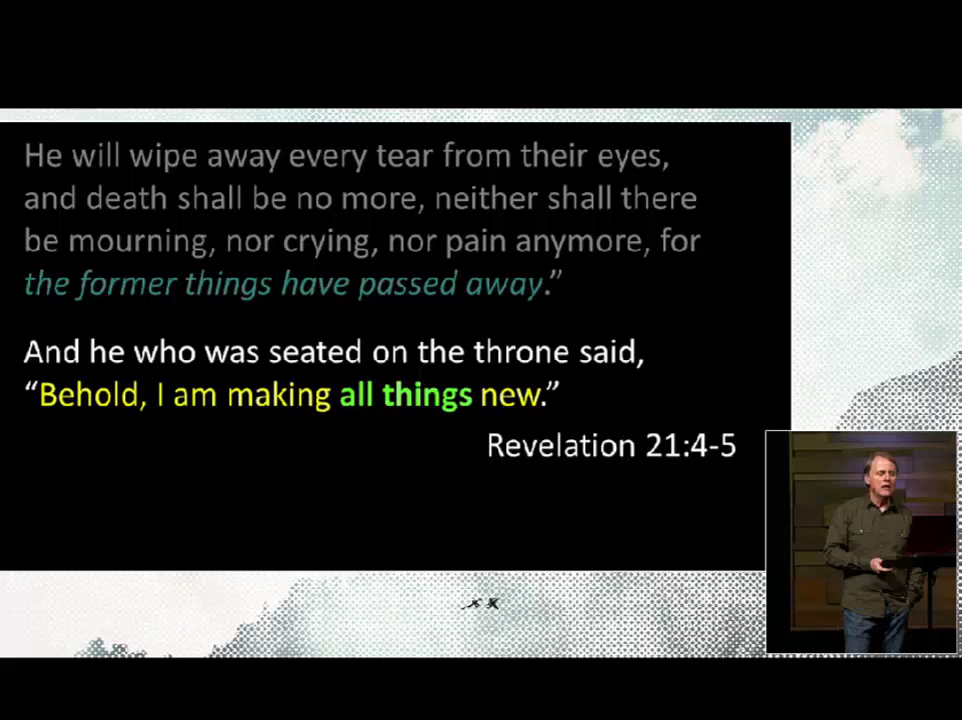 He will wipe away every tear from their eyes,
and death shall be no more, neither shall there
be mourning, nor crying, nor pain anymore, for
the former things have passed away.”
And he who was seated on the throne said,
“Behold, I am making all things new.”
Revelation 21:4-5